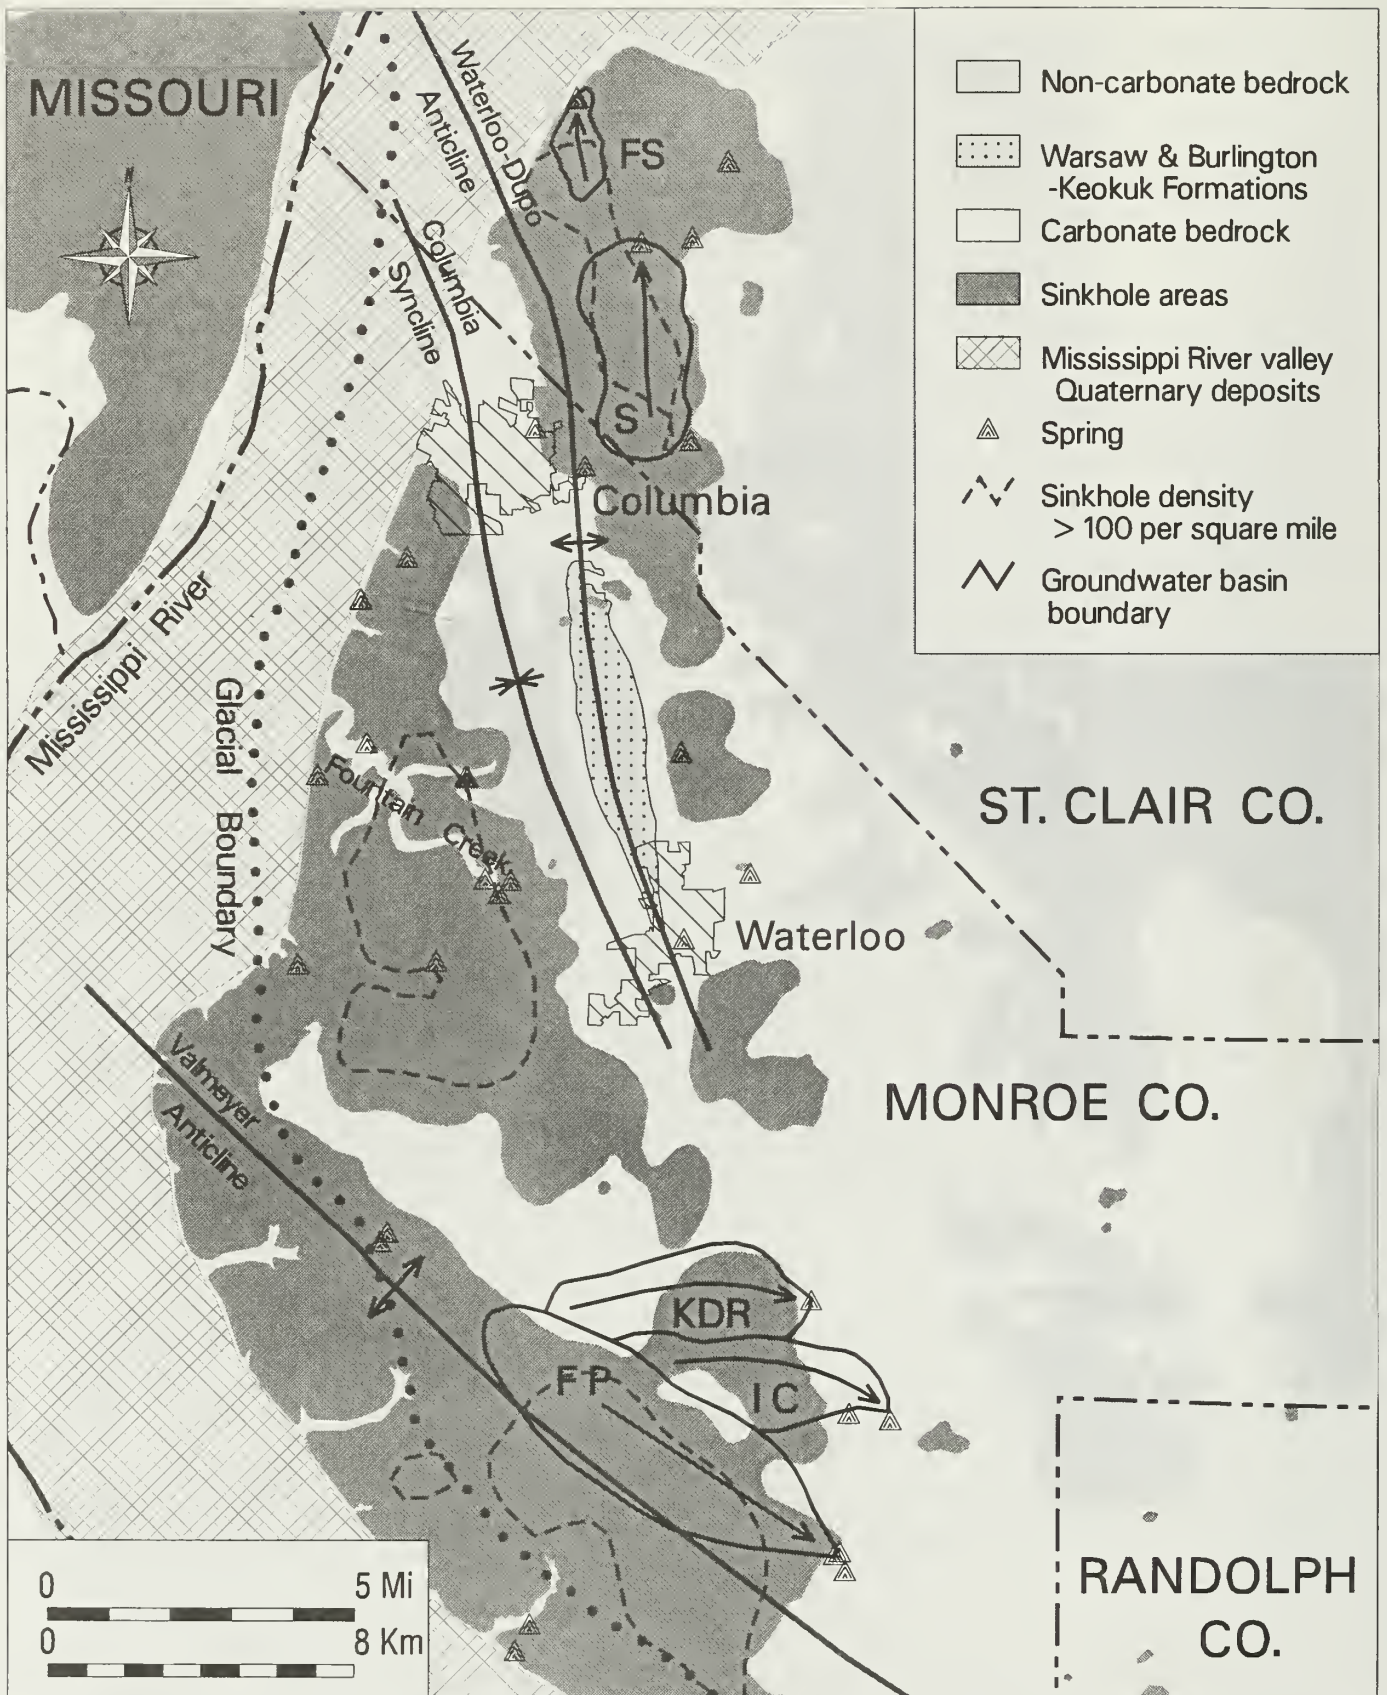 MISSOURI
N
Waterloo-Dupo
Anticline
FS
Columbia
Syncline
S
Columbia
Mississippi River
Glacial Boundary
Fountain
Creek
Waterloo
ST. CLAIR CO.
MONROE CO.
Valmeyer
Anticline
KDR
FP
IC
RANDOLPH
CO.
Non-carbonate bedrock
Warsaw & Burlington
-Keokuk Formations
Carbonate bedrock
Sinkhole areas
Mississippi River valley
Quaternary deposits
Spring
Sinkhole density
> 100 per square mile
Groundwater basin
boundary
0 5 Mi
0 8 Km